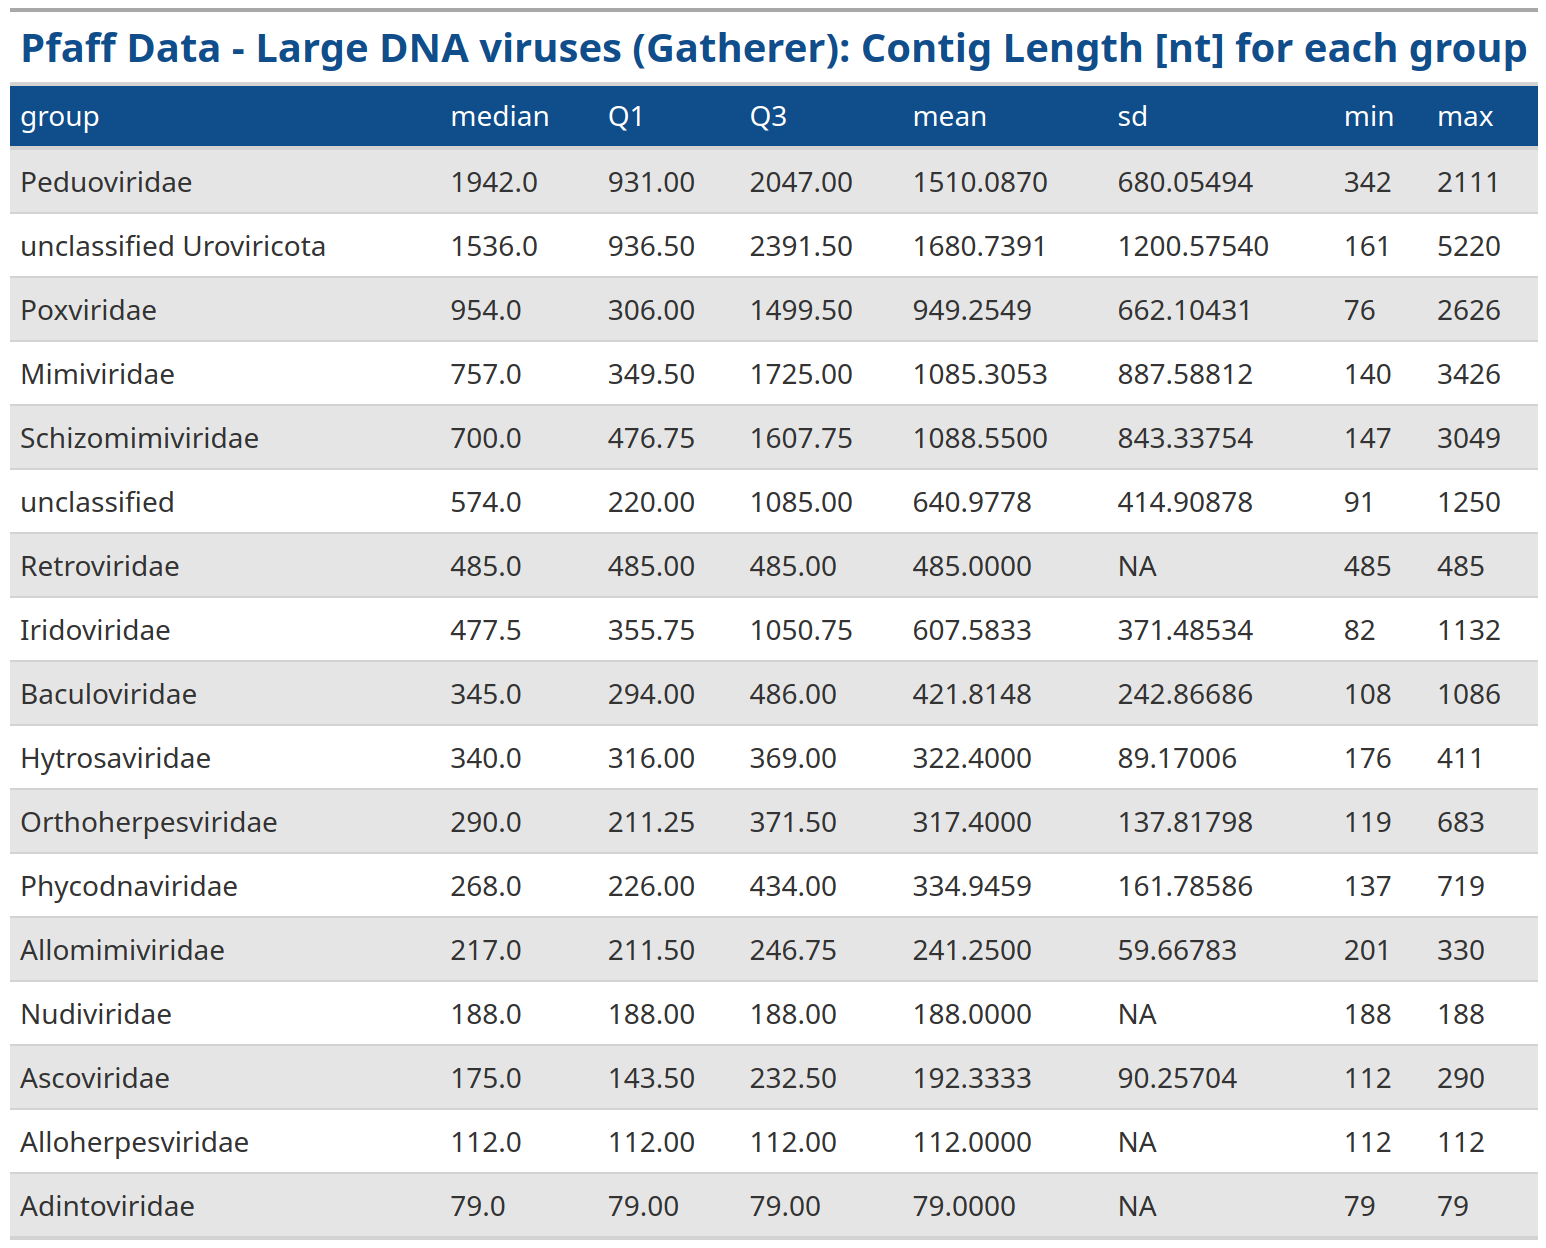 Pfaff Data - Large DNA viruses (Gatherer): Contig Length [nt] for each group
group median Q1 Q3 mean sd min max
Peduoviridae 1942.0 931.00 2047.00 1510.0870 680.05494 342 2111
unclassified Uroviricota 1536.0 936.50 2391.50 1680.7391 1200.57540 161 5220
Poxviridae 954.0 306.00 1499.50 949.2549 662.10431 76 2626
Mimiviridae 757.0 349.50 1725.00 1085.3053 887.58812 140 3426
Schizomimiviridae 700.0 476.75 1607.75 1088.5500 843.33754 147 3049
unclassified 574.0 220.00 1085.00 640.9778 414.90878 91 1250
Retroviridae 485.0 485.00 485.00 485.0000 NA 485 485
Iridoviridae 477.5 355.75 1050.75 607.5833 371.48534 82 1132
Baculoviridae 345.0 294.00 486.00 421.8148 242.86686 108 1086
Hytrosaviridae 340.0 316.00 369.00 322.4000 89.17006 176 411
Orthoherpesviridae 290.0 211.25 371.50 317.4000 137.81798 119 683
Phycodnaviridae 268.0 226.00 434.00 334.9459 161.78586 137 719
Allomimiviridae 217.0 211.50 246.75 241.2500 59.66783 201 330
Nudiviridae 188.0 188.00 188.00 188.0000 NA 188 188
Ascoviridae 175.0 143.50 232.50 192.3333 90.25704 112 290
Alloherpesviridae 112.0 112.00 112.00 112.0000 NA 112 112
Adintoviridae 79.0 79.00 79.00 79.0000 NA 79 79